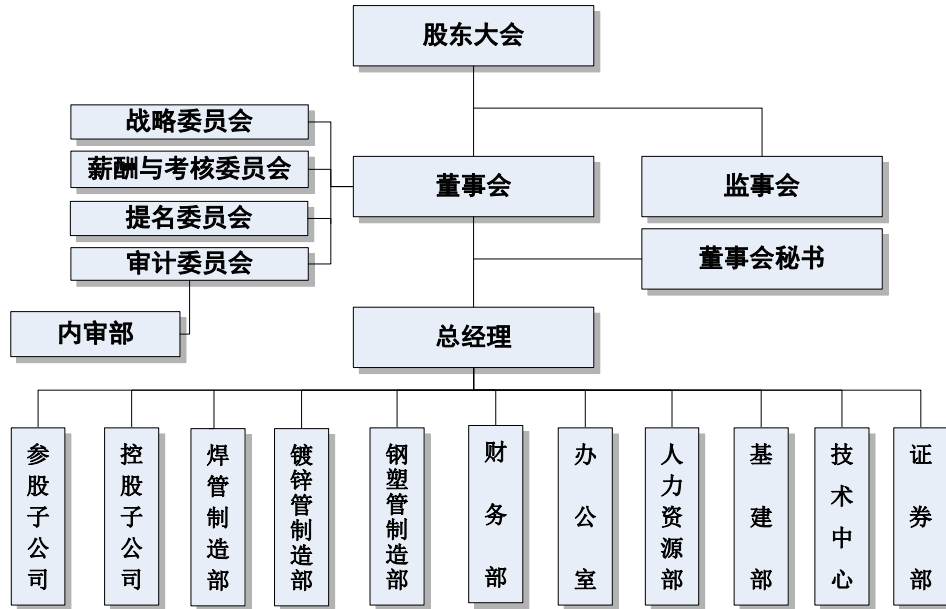 股东大会
战略委员会
薪酬与考核委员会
提名委员会
审计委员会
董事会
监事会
董事会秘书
内审部
总经理
参股子公司
控股子公司
焊管制造部
镀锌管制造部
钢塑管制造部
财务部
办公室
人力资源部
基建部
技术中心
证券部